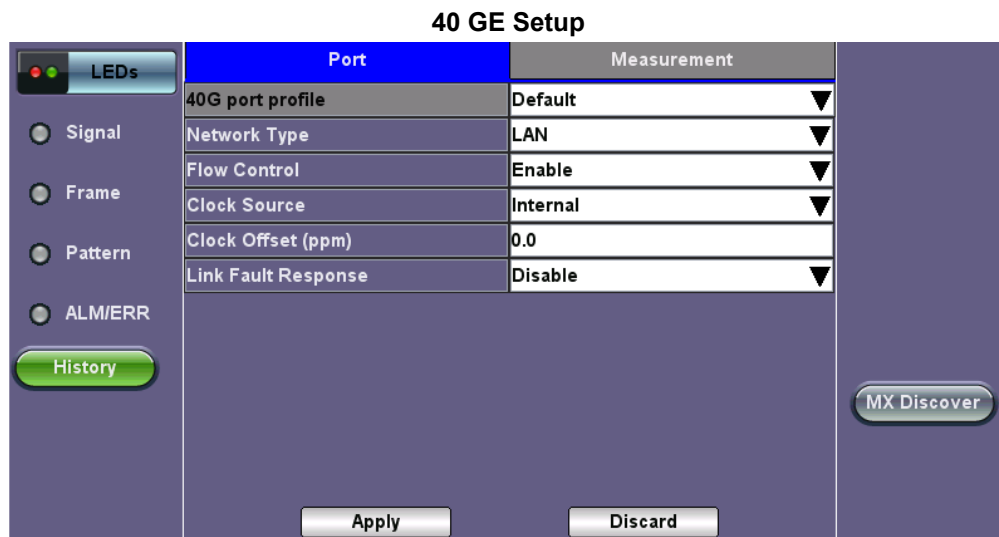 40 GE Setup
LEDs
Signal
Frame
Pattern
ALM/ERR
History
Port Measurement
40G port profile Default
Network Type LAN
Flow Control Enable
Clock Source Internal
Clock Offset (ppm) 0.0
Link Fault Response Disable
Apply Discard
MX Discover